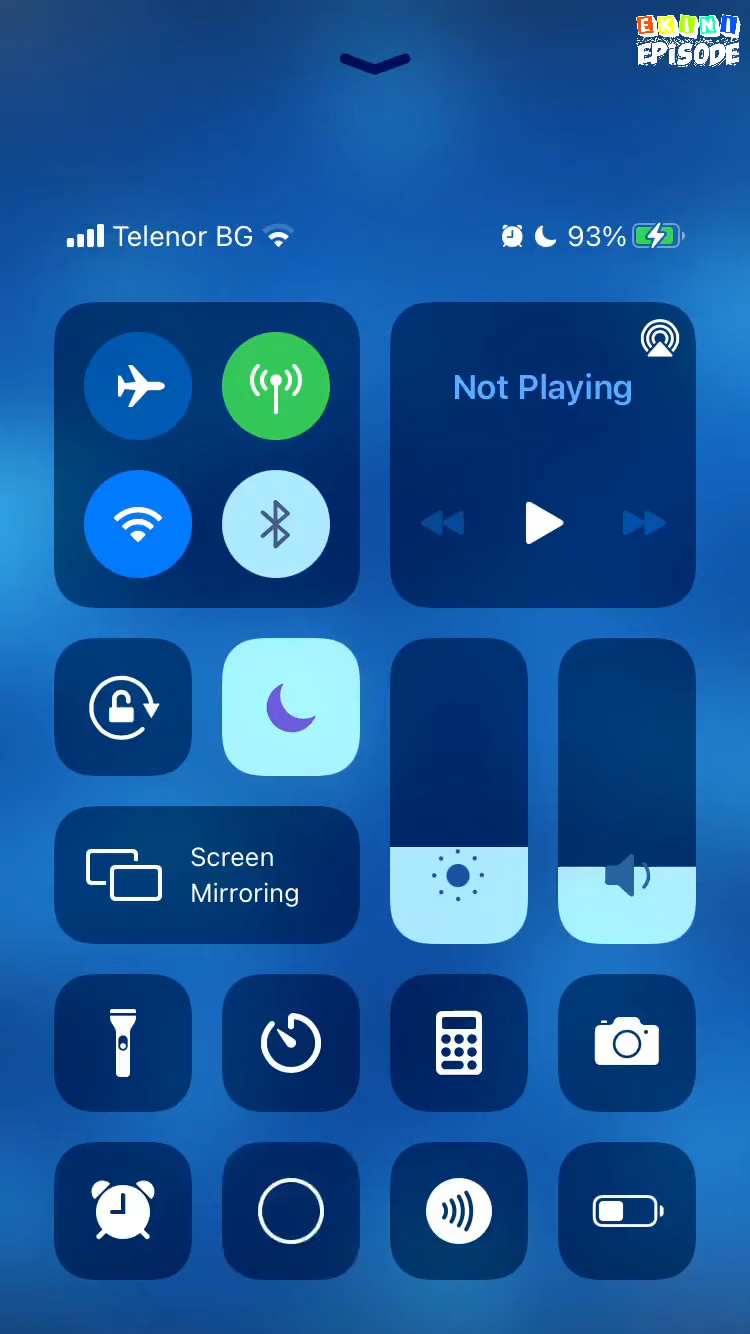 EKINI
EPISODE
Telenor BG
93%
Not Playing
Screen
Mirroring